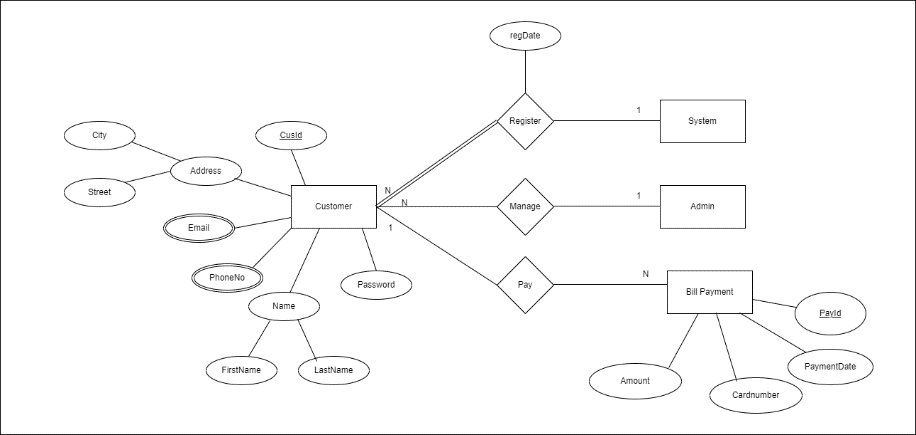 regDate
City
CusId
Register
1
System
Address
Street
N
N
Customer
Manage
1
Admin
Email
1
PhoneNo
Password
Pay
N
Bill Payment
Name
PayId
FirstName
LastName
Amount
PaymentDate
Cardnumber